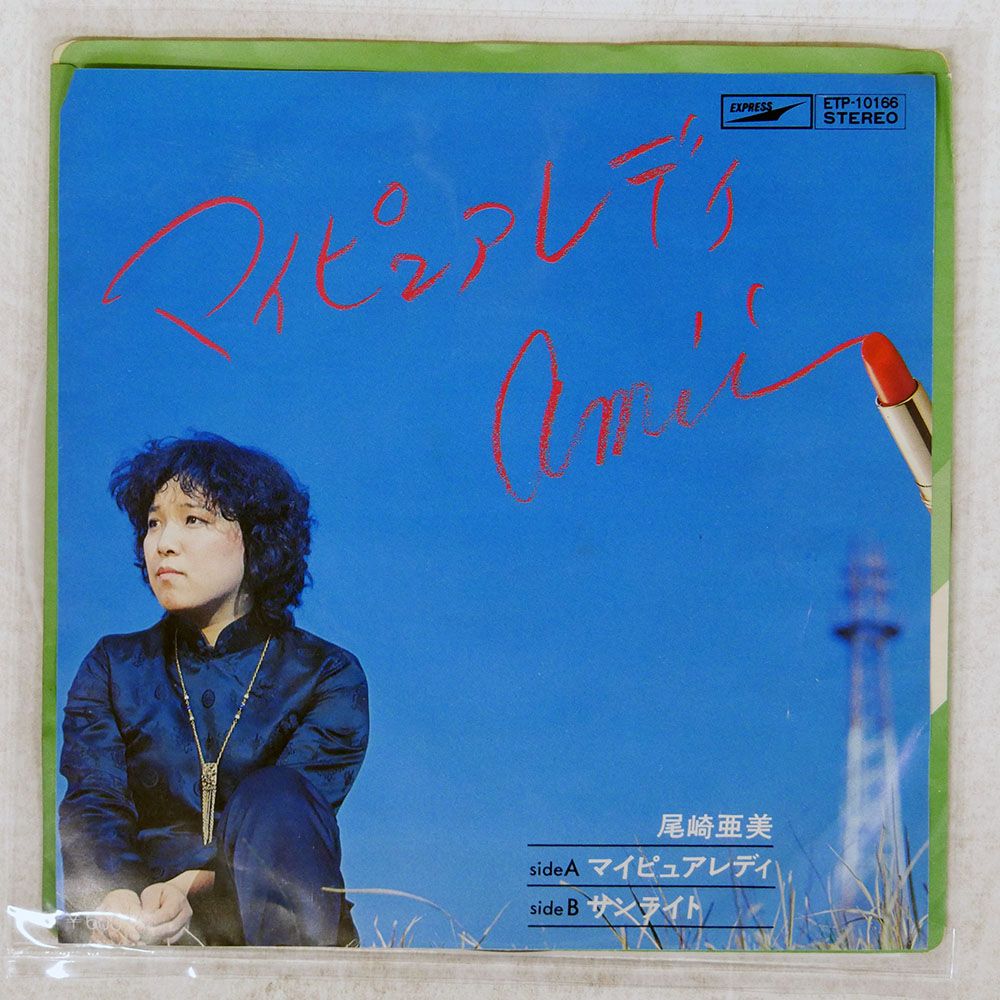 EXPRESS
ETP-10166
STEREO
マイピュアレディ
amii
尾崎亜美
sideA マイピュアレディ
side B サンライト